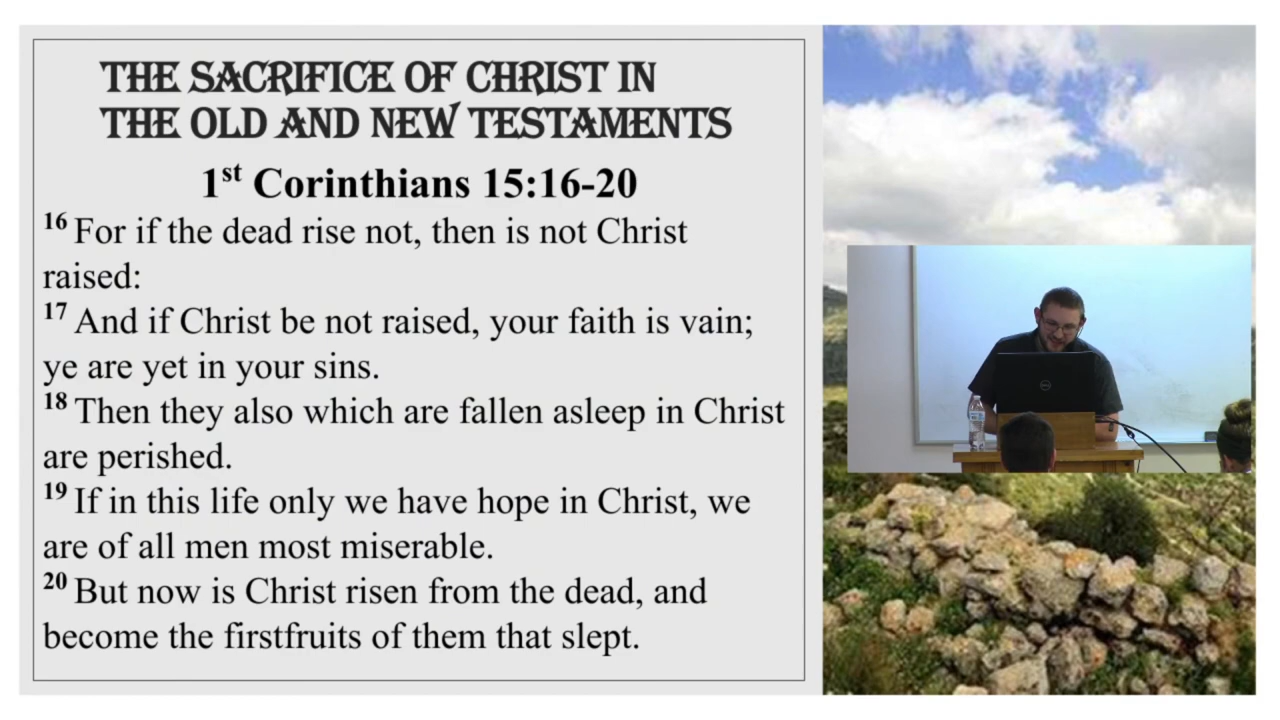 THE SACRIFICE OF CHRIST IN
THE OLD AND NEW TESTAMENTS
1st Corinthians 15:16-20
16 For if the dead rise not, then is not Christ
raised:
17 And if Christ be not raised, your faith is vain;
ye are yet in your sins.
18 Then they also which are fallen asleep in Christ
are perished.
19 If in this life only we have hope in Christ, we
are of all men most miserable.
20 But now is Christ risen from the dead, and
become the firstfruits of them that slept.